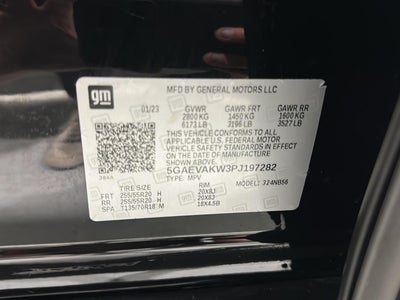 gm
MFD BY GENERAL MOTORS LLC
01/23 GVWR GAWR FRT GAWR RR
2800 KG 1450 KG 1600 KG
6173 LB 3196 LB 3527 LB
THIS VEHICLE CONFORMS TO ALL
APPLICABLE U.S. FEDERAL MOTOR
VEHICLE SAFETY STANDARDS IN EFFECT
ON THE DATE OF MANUFACTURE
SHOWN ABOVE.
5GAEVAKW3PJ197282
TYPE: MPV MODEL: 324NB56
TIRE SIZE RIM
FRT 255/55R20 H 20X8J
RR 255/55R20 H 20X8J
SPA T135/70R18 M 18X4.5B